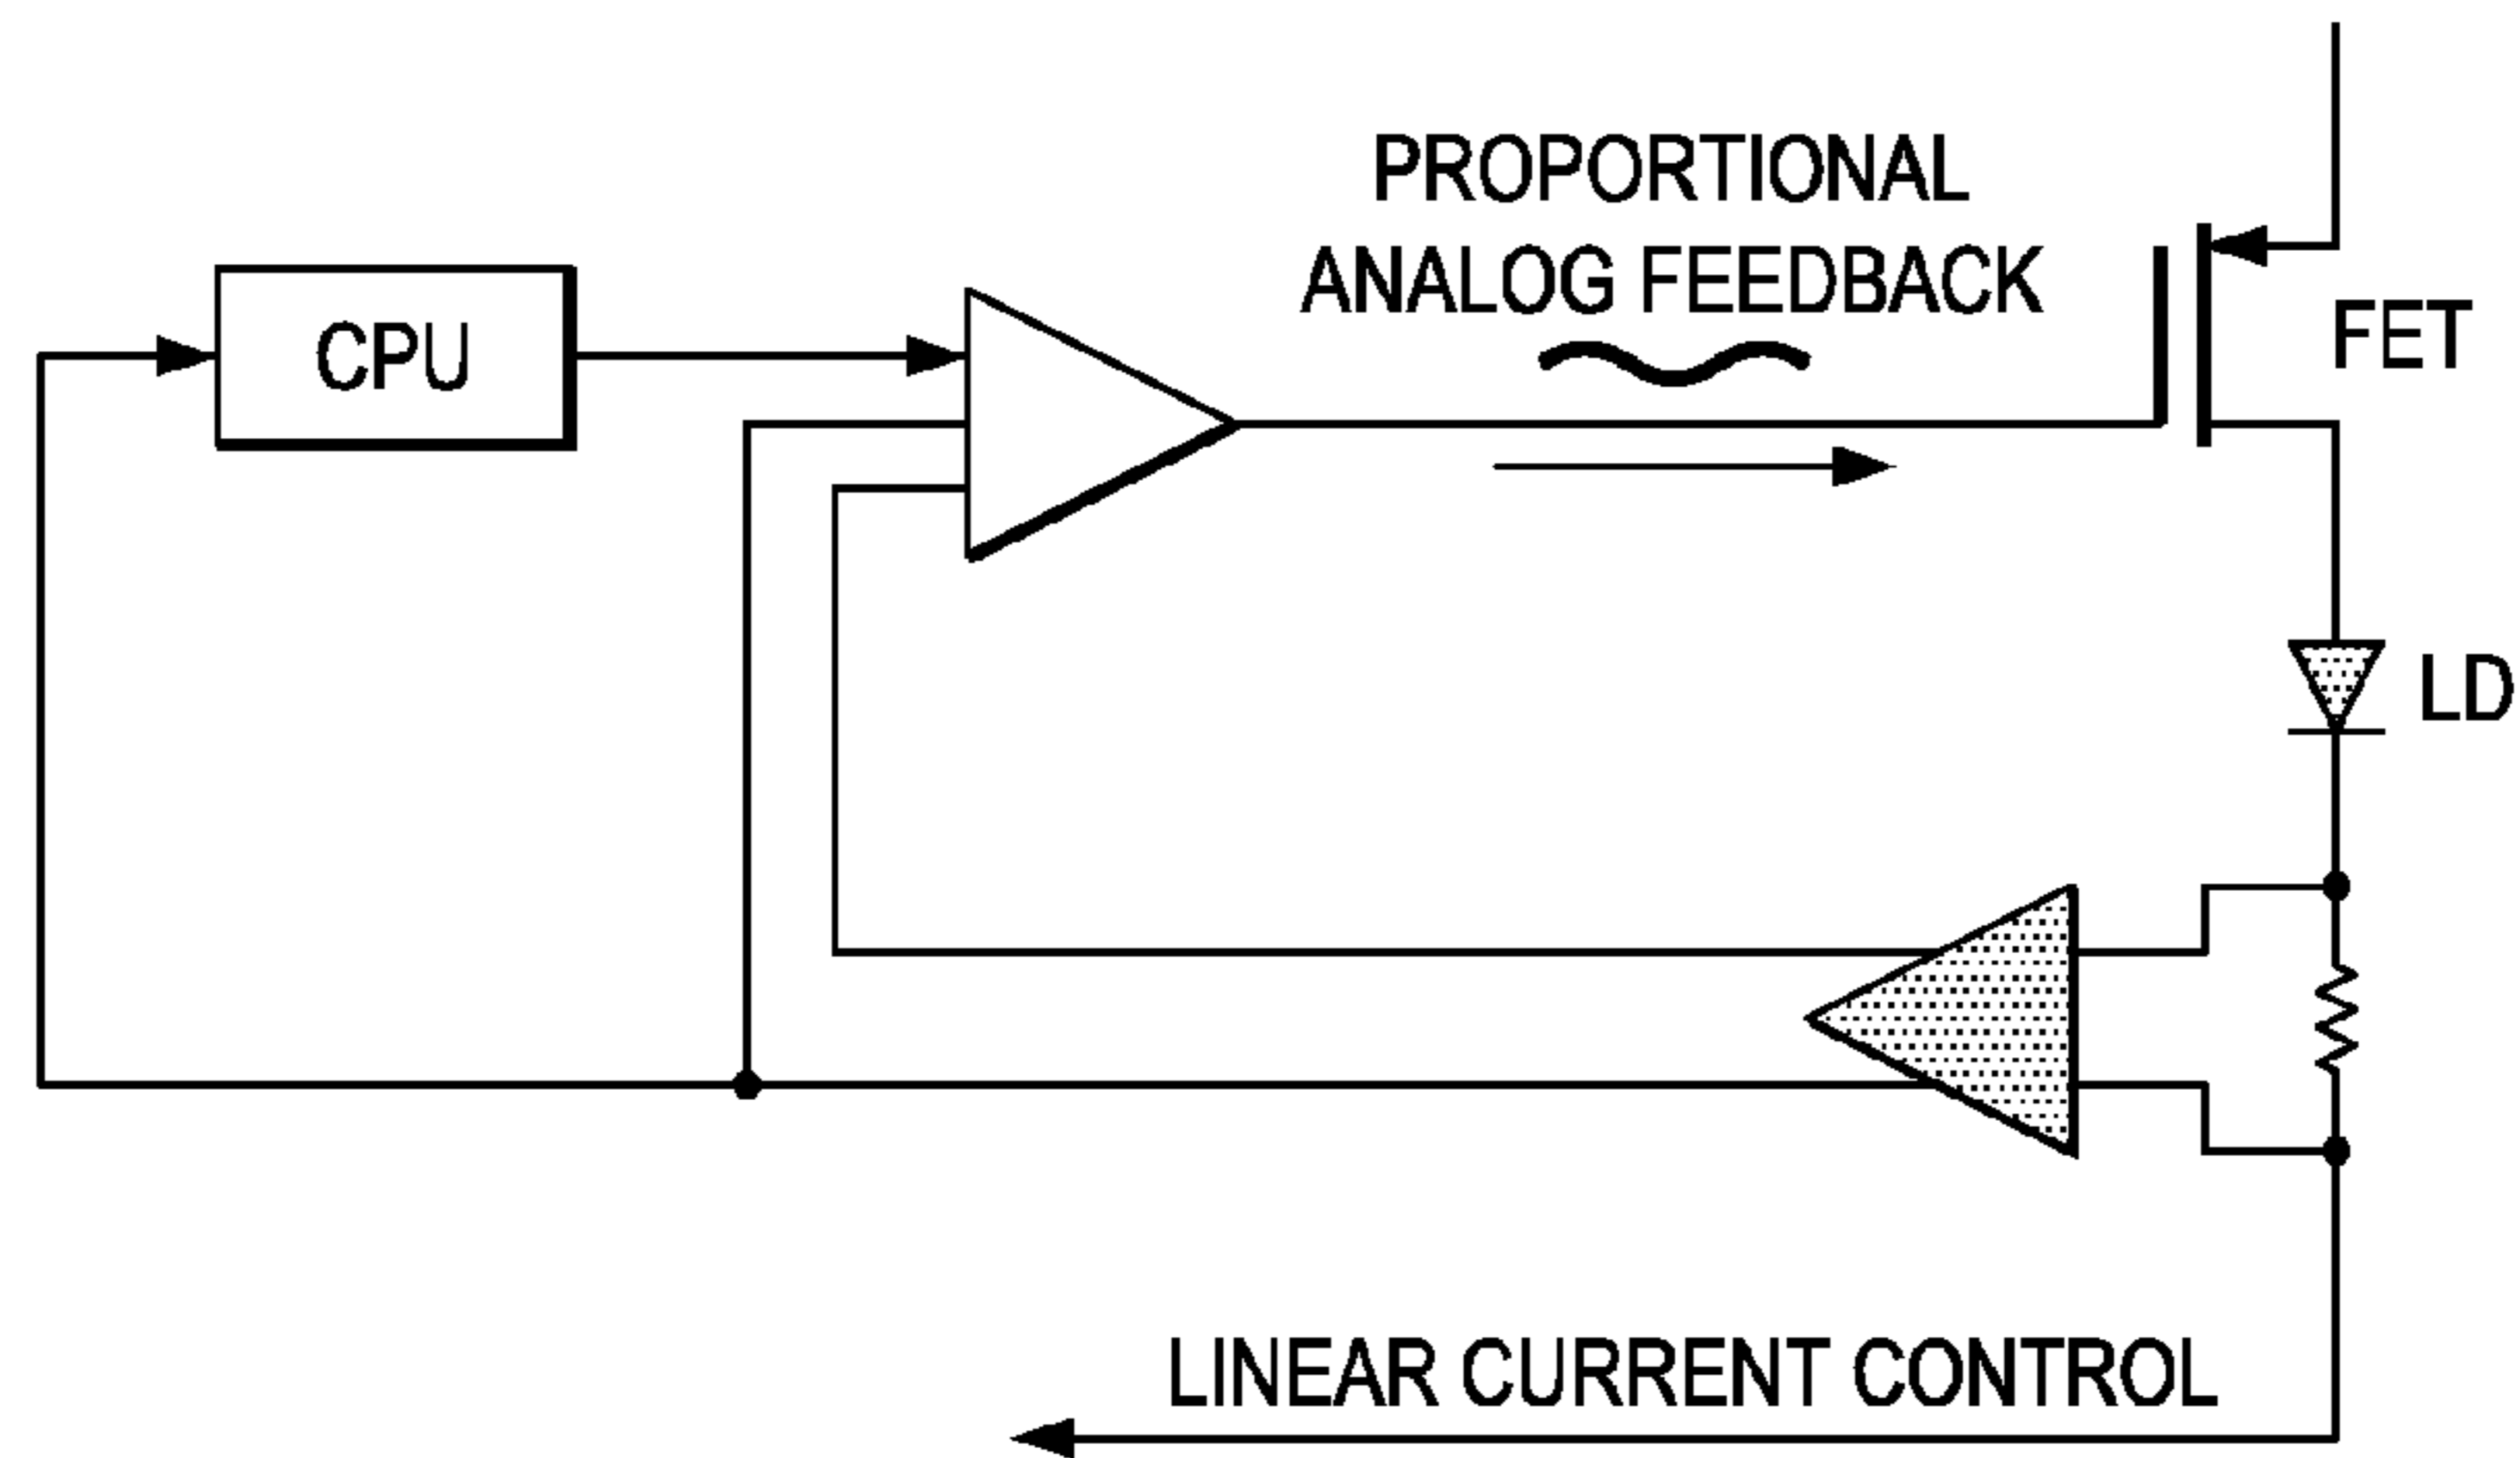 PROPORTIONAL
ANALOG FEEDBACK
CPU
FET
LD
LINEAR CURRENT CONTROL